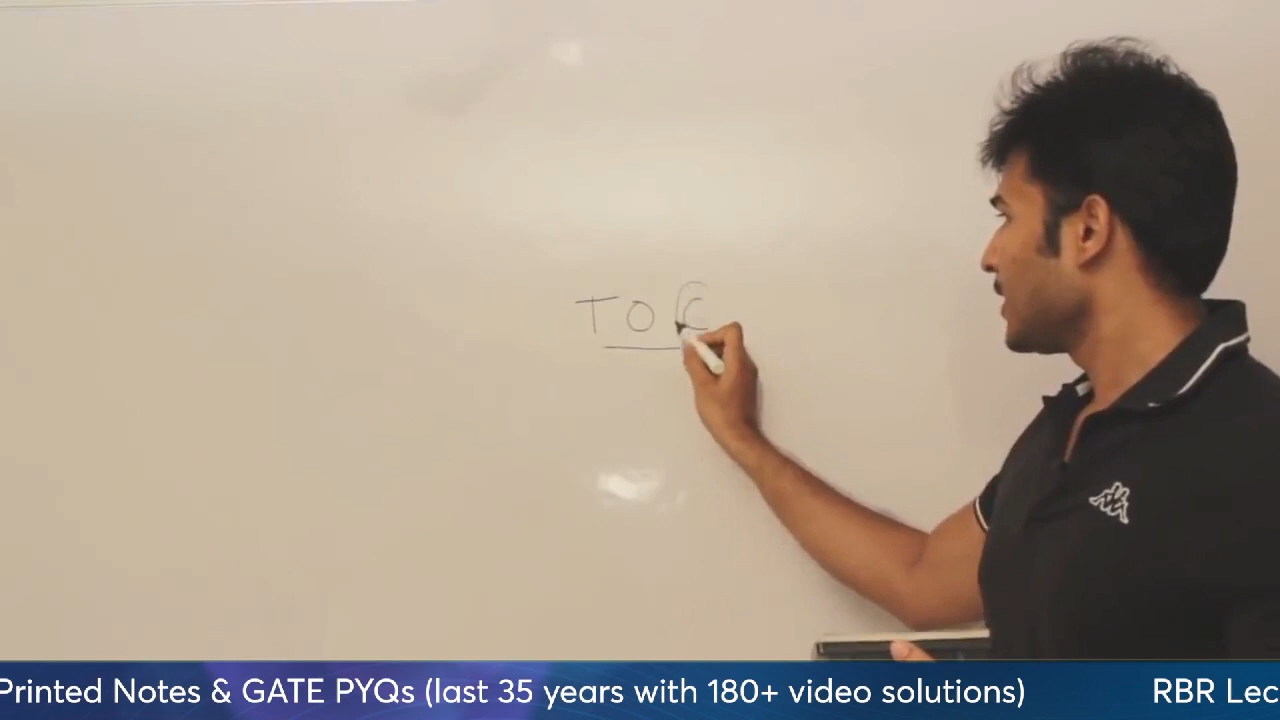 TOC
Printed Notes & GATE PYQs (last 35 years with 180+ video solutions) RBR Lec